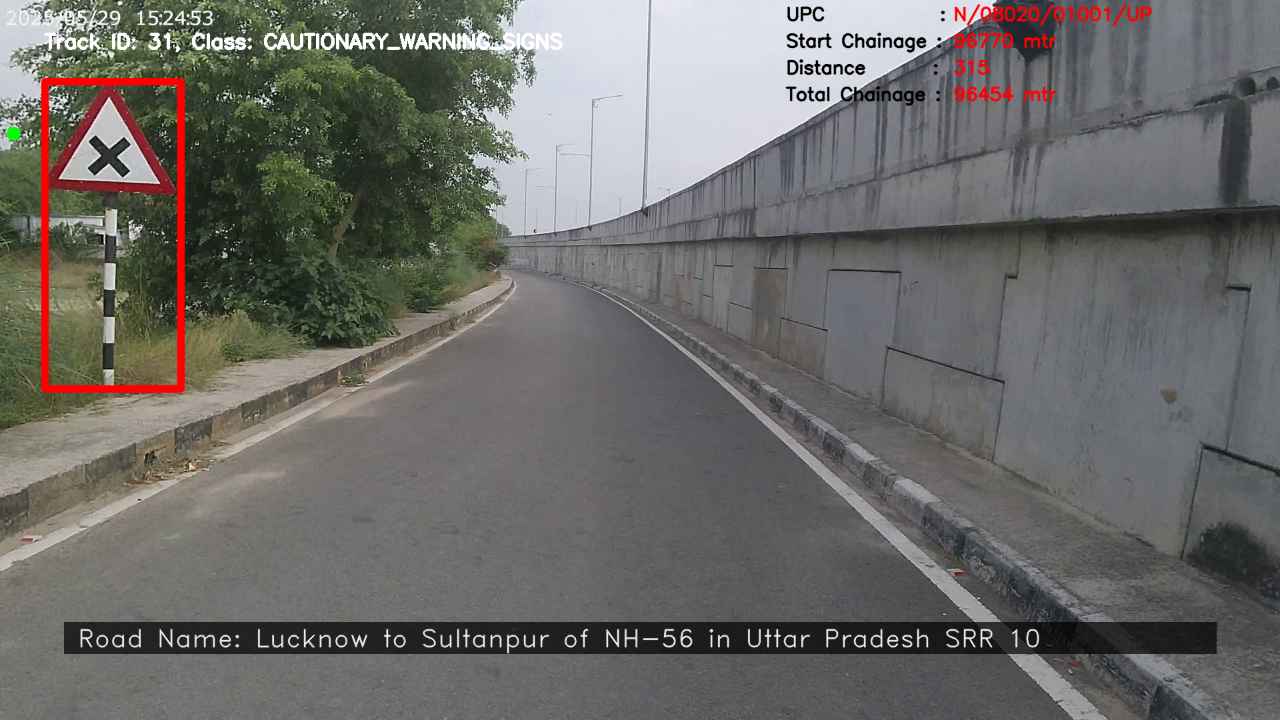 2025/05/29 15:24:53
Track ID: 31, Class: CAUTIONARY_WARNING_SIGNS
UPC : N/08020/01001/UP
Start Chainage : 96770 mtr
Distance : 315
Total Chainage : 96454 mtr
Road Name: Lucknow to Sultanpur of NH-56 in Uttar Pradesh SRR 10